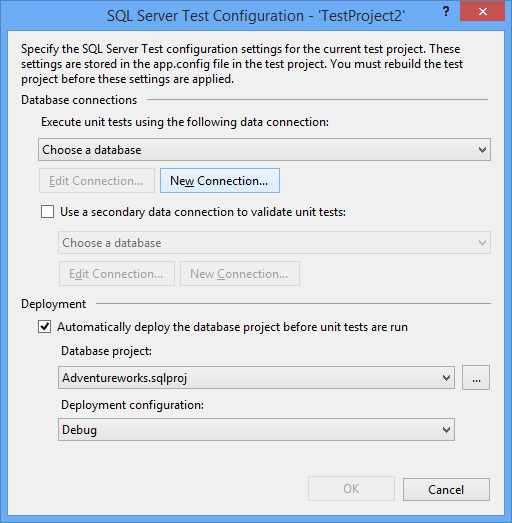 SQL Server Test Configuration - 'TestProject2'
?
Specify the SQL Server Test configuration settings for the current test project. These
settings are stored in the app.config file in the test project. You must rebuild the test
project before these settings are applied.
Database connections
Execute unit tests using the following data connection:
Choose a database
Edit Connection... New Connection...
Use a secondary data connection to validate unit tests:
Choose a database
Edit Connection... New Connection...
Deployment
Automatically deploy the database project before unit tests are run
Database project:
Adventureworks.sqlproj ...
Deployment configuration:
Debug
OK Cancel